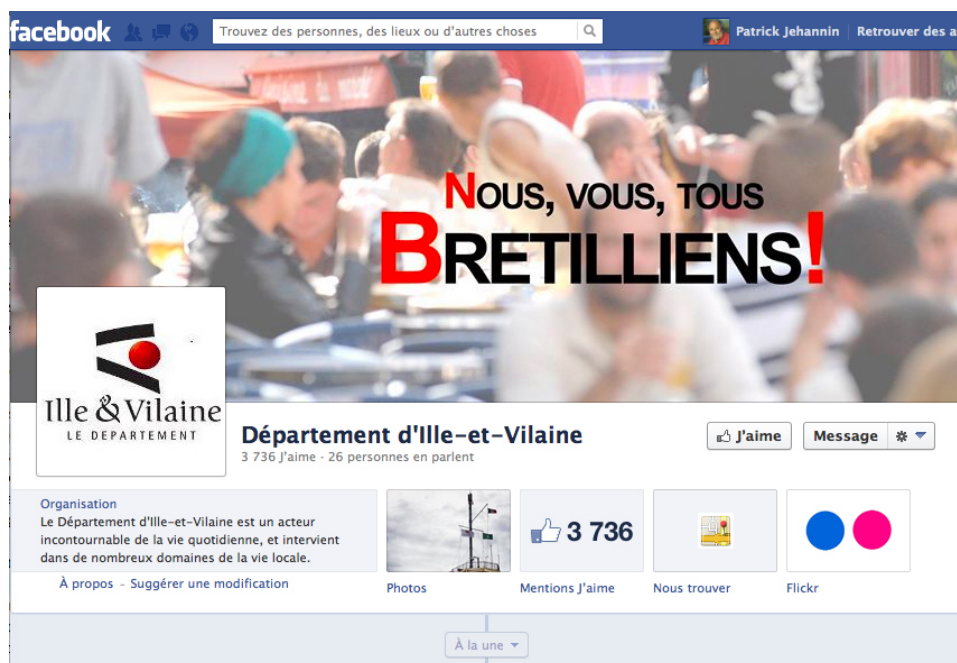 facebook
Trouvez des personnes, des lieux ou d'autres choses
Patrick Jehannin
Retrouver des a
NOUS, VOUS, TOUS
BRETILLIENS!
Ille & Vilaine
LE DEPARTEMENT
Département d'Ille-et-Vilaine
3 736 J'aime · 26 personnes en parlent
J'aime
Message
Organisation
Le Département d'Ille-et-Vilaine est un acteur
incontournable de la vie quotidienne, et intervient
dans de nombreux domaines de la vie locale.
À propos - Suggérer une modification
Photos
3 736
Mentions J'aime
Nous trouver
Flickr
À la une